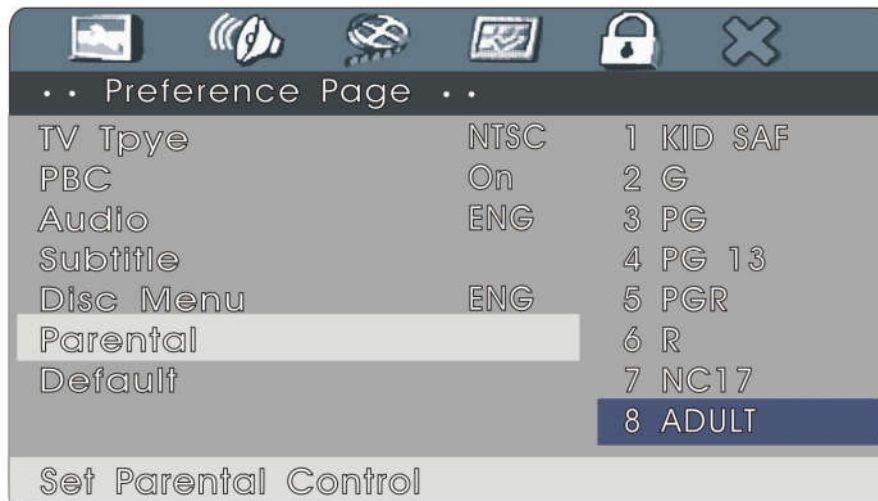 ·· Preference Page ··
TV Tpye NTSC 1 KID SAF
PBC On 2 G
Audio ENG 3 PG
Subtitle 4 PG 13
Disc Menu ENG 5 PGR
Parental 6 R
Default 7 NC17
8 ADULT
Set Parental Control